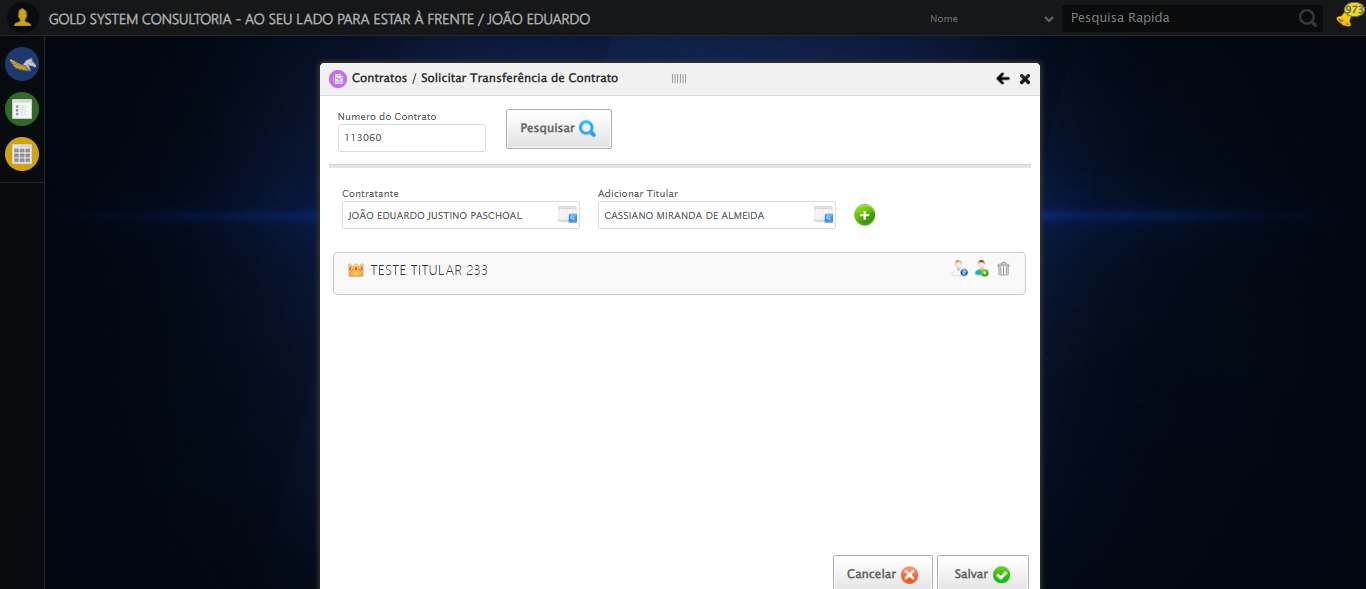 GOLD SYSTEM CONSULTORIA - AO SEU LADO PARA ESTAR À FRENTE / JOÃO EDUARDO
Nome
Pesquisa Rapida
973
Contratos / Solicitar Transferência de Contrato
Numero do Contrato
113060
Pesquisar
Contratante
Adicionar Titular
JOÃO EDUARDO JUSTINO PASCHOAL
CASSIANO MIRANDA DE ALMEIDA
TESTE TITULAR 233
Cancelar
Salvar